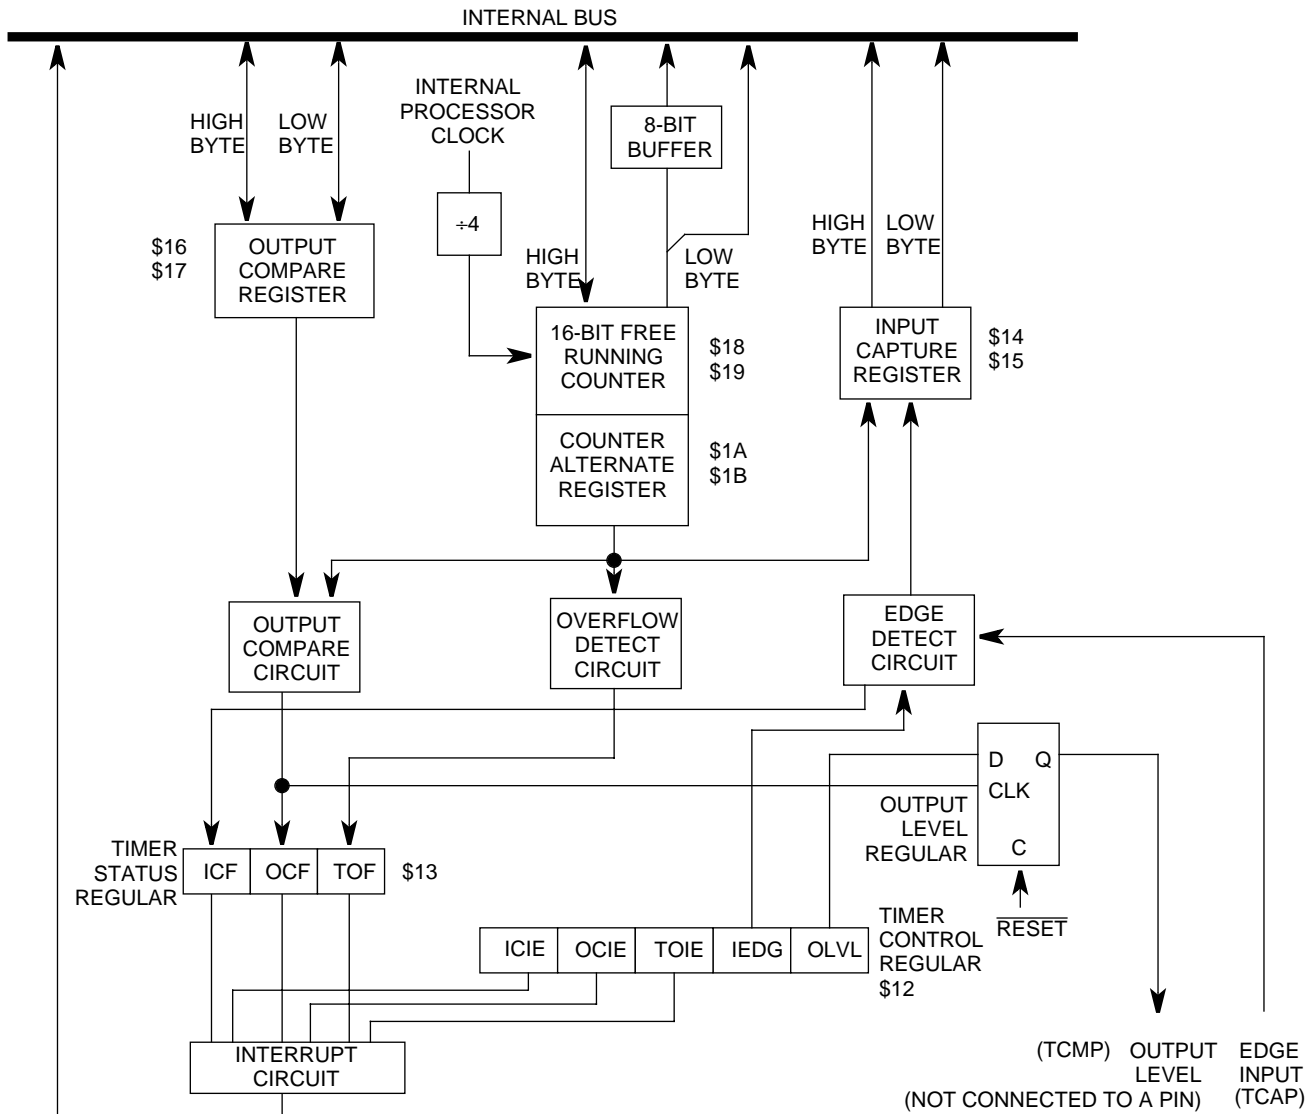 INTERNAL BUS
HIGH
BYTE
LOW
BYTE
INTERNAL
PROCESSOR
CLOCK
÷4
8-BIT
BUFFER
HIGH
BYTE
LOW
BYTE
HIGH
BYTE
LOW
BYTE
$16
$17
OUTPUT
COMPARE
REGISTER
16-BIT FREE
RUNNING
COUNTER
$18
$19
COUNTER
ALTERNATE
REGISTER
$1A
$1B
INPUT
CAPTURE
REGISTER
$14
$15
OUTPUT
COMPARE
CIRCUIT
OVERFLOW
DETECT
CIRCUIT
EDGE
DETECT
CIRCUIT
D Q
CLK
C
OUTPUT
LEVEL
REGULAR
RESET
TIMER
STATUS
REGULAR
ICF OCF TOF $13
ICIE OCIE TOIE IEDG OLVL
TIMER
CONTROL
REGULAR
$12
INTERRUPT
CIRCUIT
(TCMP) OUTPUT
LEVEL
(NOT CONNECTED TO A PIN)
EDGE
INPUT
(TCAP)